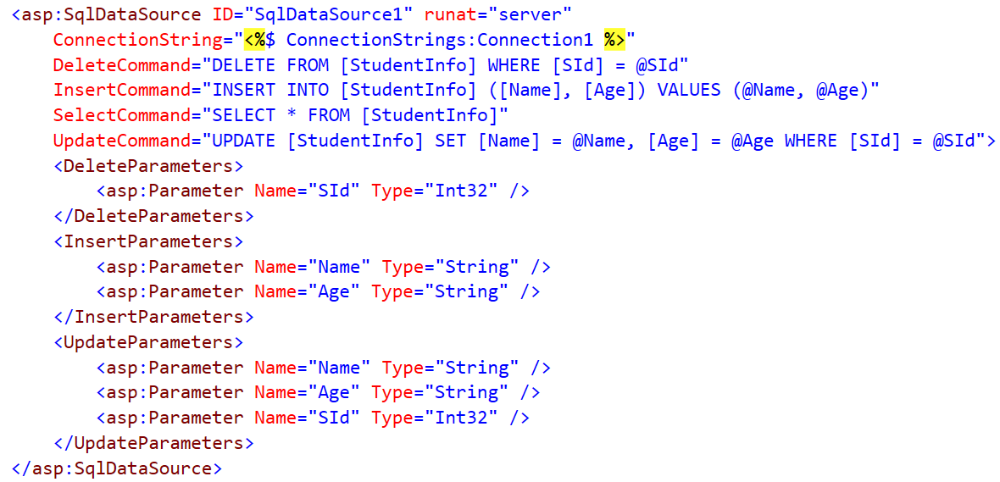 <asp:SqlDataSource ID="SqlDataSource1" runat="server"
ConnectionString="<%$ ConnectionStrings:Connection1 %>"
DeleteCommand="DELETE FROM [StudentInfo] WHERE [SId] = @SId"
InsertCommand="INSERT INTO [StudentInfo] ([Name], [Age]) VALUES (@Name, @Age)"
SelectCommand="SELECT * FROM [StudentInfo]"
UpdateCommand="UPDATE [StudentInfo] SET [Name] = @Name, [Age] = @Age WHERE [SId] = @SId">
<DeleteParameters>
<asp:Parameter Name="SId" Type="Int32" />
</DeleteParameters>
<InsertParameters>
<asp:Parameter Name="Name" Type="String" />
<asp:Parameter Name="Age" Type="String" />
</InsertParameters>
<UpdateParameters>
<asp:Parameter Name="Name" Type="String" />
<asp:Parameter Name="Age" Type="String" />
<asp:Parameter Name="SId" Type="Int32" />
</UpdateParameters>
</asp:SqlDataSource>